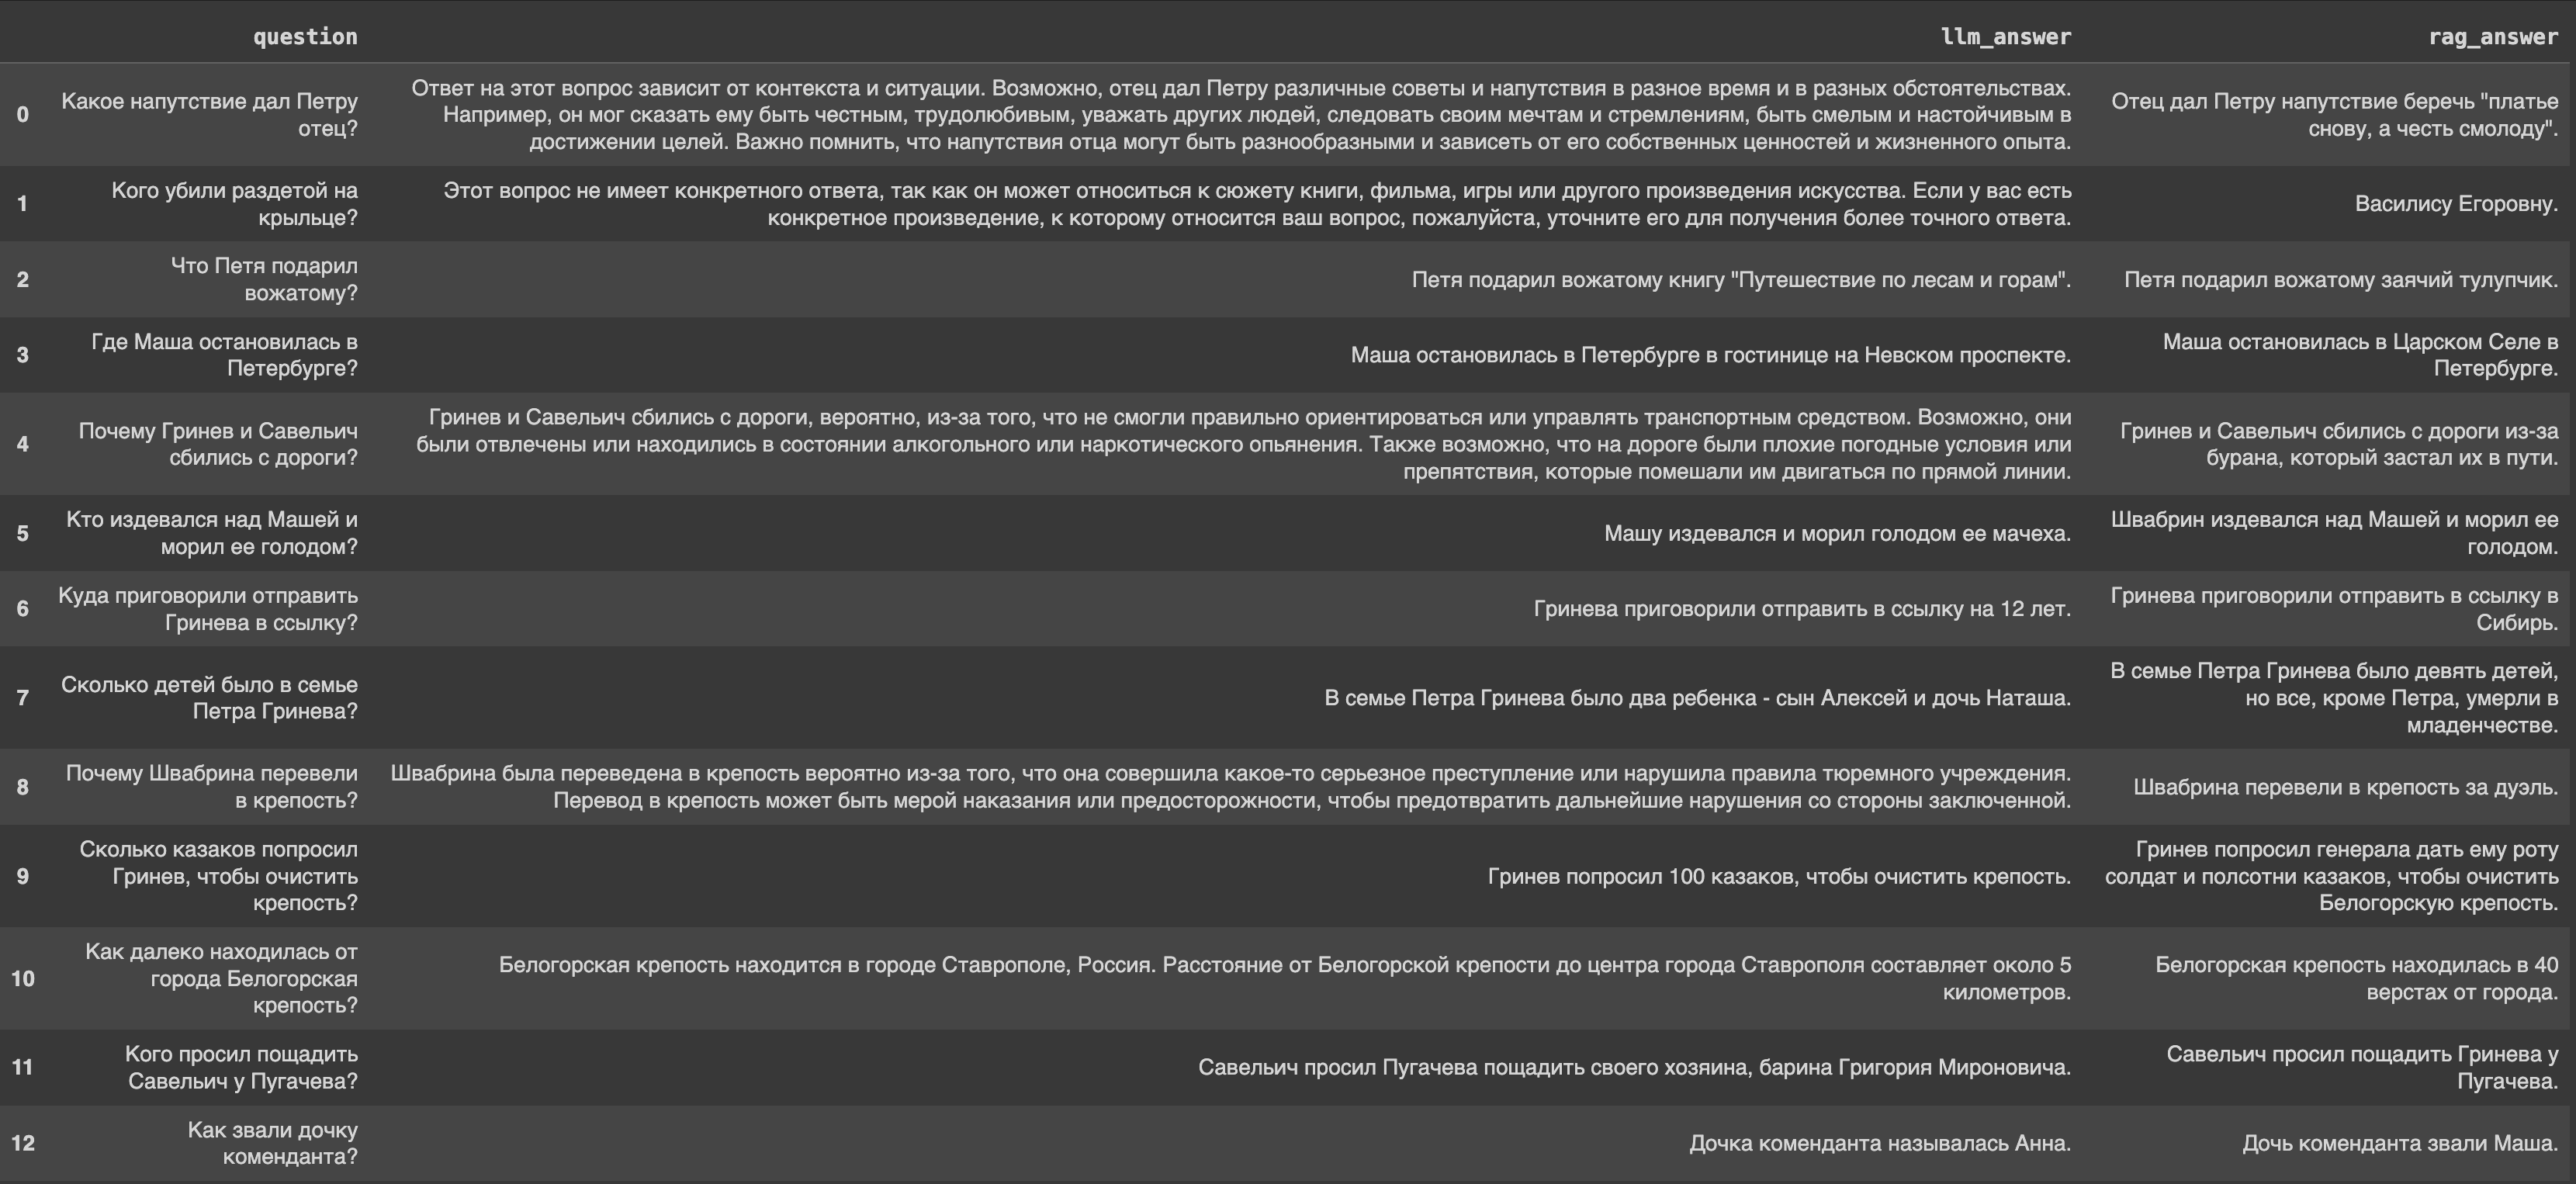 question llm_answer rag_answer
0 Какое напутствие дал Петру
отец?
Ответ на этот вопрос зависит от контекста и ситуации. Возможно, отец дал Петру различные советы и напутствия в разное время и в разных обстоятельствах.
Например, он мог сказать ему быть честным, трудолюбивым, уважать других людей, следовать своим мечтам и стремлениям, быть смелым и настойчивым в
достижении целей. Важно помнить, что напутствия отца могут быть разнообразными и зависеть от его собственных ценностей и жизненного опыта.
Отец дал Петру напутствие беречь "платье
снову, а честь смолоду".
1 Кого убили раздетой на
крыльце?
Этот вопрос не имеет конкретного ответа, так как он может относиться к сюжету книги, фильма, игры или другого произведения искусства. Если у вас есть
конкретное произведение, к которому относится ваш вопрос, пожалуйста, уточните его для получения более точного ответа.
Василису Егоровну.
2 Что Петя подарил
вожатому?
Петя подарил вожатому книгу "Путешествие по лесам и горам".
Петя подарил вожатому заячий тулупчик.
3 Где Маша остановилась в
Петербурге?
Маша остановилась в Петербурге в гостинице на Невском проспекте.
Маша остановилась в Царском Селе в
Петербурге.
4 Почему Гринев и Савельич
сбились с дороги?
Гринев и Савельич сбились с дороги, вероятно, из-за того, что не смогли правильно ориентироваться или управлять транспортным средством. Возможно, они
были отвлечены или находились в состоянии алкогольного или наркотического опьянения. Также возможно, что на дороге были плохие погодные условия или
препятствия, которые помешали им двигаться по прямой линии.
Гринев и Савельич сбились с дороги из-за
бурана, который застал их в пути.
5 Кто издевался над Машей и
морил ее голодом?
Машу издевался и морил голодом ее мачеха.
Швабрин издевался над Машей и морил ее
голодом.
6 Куда приговорили отправить
Гринева в ссылку?
Гринева приговорили отправить в ссылку на 12 лет.
Гринева приговорили отправить в ссылку в
Сибирь.
7 Сколько детей было в семье
Петра Гринева?
В семье Петра Гринева было два ребенка - сын Алексей и дочь Наташа.
В семье Петра Гринева было девять детей,
но все, кроме Петра, умерли в
младенчестве.
8 Почему Швабрина перевели
в крепость?
Швабрина была переведена в крепость вероятно из-за того, что она совершила какое-то серьезное преступление или нарушила правила тюремного учреждения.
Перевод в крепость может быть мерой наказания или предосторожности, чтобы предотвратить дальнейшие нарушения со стороны заключенной.
Швабрина перевели в крепость за дуэль.
9 Сколько казаков попросил
Гринев, чтобы очистить
крепость?
Гринев попросил 100 казаков, чтобы очистить крепость.
Гринев попросил генерала дать ему роту
солдат и полсотни казаков, чтобы очистить
Белогорскую крепость.
10 Как далеко находилась от
города Белогорская
крепость?
Белогорская крепость находится в городе Ставрополе, Россия. Расстояние от Белогорской крепости до центра города Ставрополя составляет около 5
километров.
Белогорская крепость находилась в 40
верстах от города.
11 Кого просил пощадить
Савельич у Пугачева?
Савельич просил Пугачева пощадить своего хозяина, барина Григория Мироновича.
Савельич просил пощадить Гринева у
Пугачева.
12 Как звали дочку
коменданта?
Дочка коменданта называлась Анна.
Дочь коменданта звали Маша.